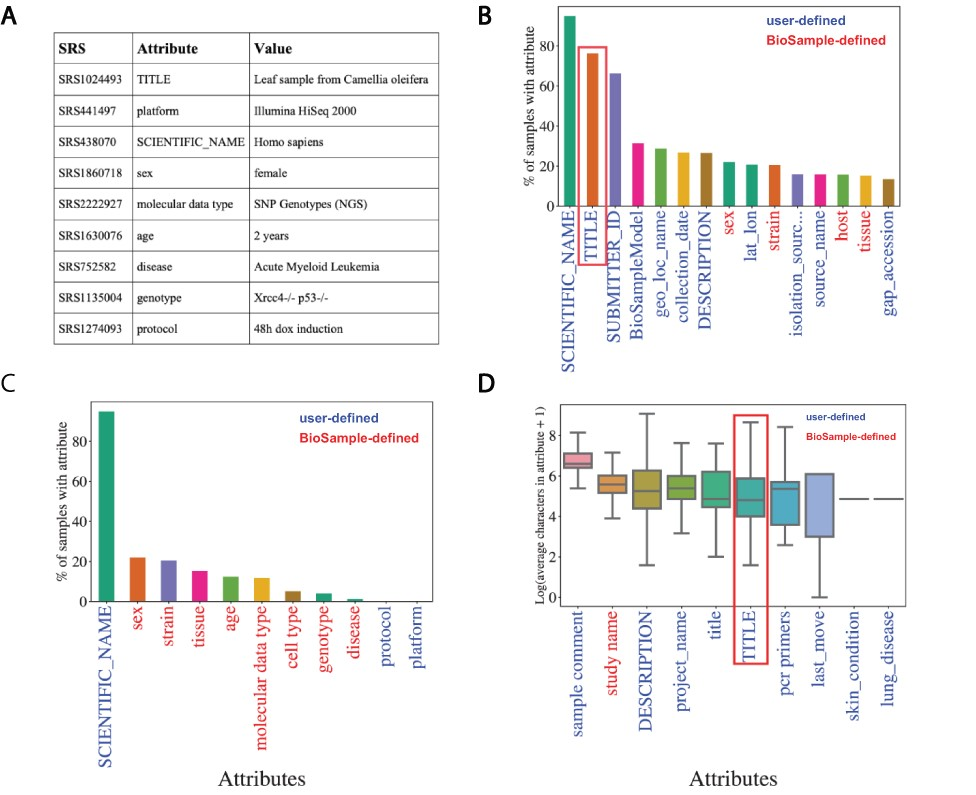 A
SRS Attribute Value
SRS1024493 TITLE Leaf sample from Camellia oleifera
SRS441497 platform Illumina HiSeq 2000
SRS438070 SCIENTIFIC_NAME Homo sapiens
SRS1860718 sex female
SRS2222927 molecular data type SNP Genotypes (NGS)
SRS1630076 age 2 years
SRS752582 disease Acute Myeloid Leukemia
SRS1135004 genotype Xrcc4-/- p53-/-
SRS1274093 protocol 48h dox induction
B
user-defined
BioSample-defined
% of samples with attribute
80
60
40
20
0
SCIENTIFIC_NAME
TITLE
SUBMITTER_ID
BioSampleModel
geo_loc_name
collection_date
DESCRIPTION
sex
lat_lon
strain
isolation_sourc...
source_name
host
tissue
gap_accession
C
user-defined
BioSample-defined
% of samples with attribute
80
60
40
20
0
SCIENTIFIC_NAME
sex
strain
tissue
age
molecular data type
cell type
genotype
disease
protocol
platform
Attributes
D
user-defined
BioSample-defined
Log(average characters in attribute + 1)
8
6
4
2
0
sample comment
study name
DESCRIPTION
project_name
title
TITLE
pcr primers
last_move
skin_condition
lung_disease
Attributes